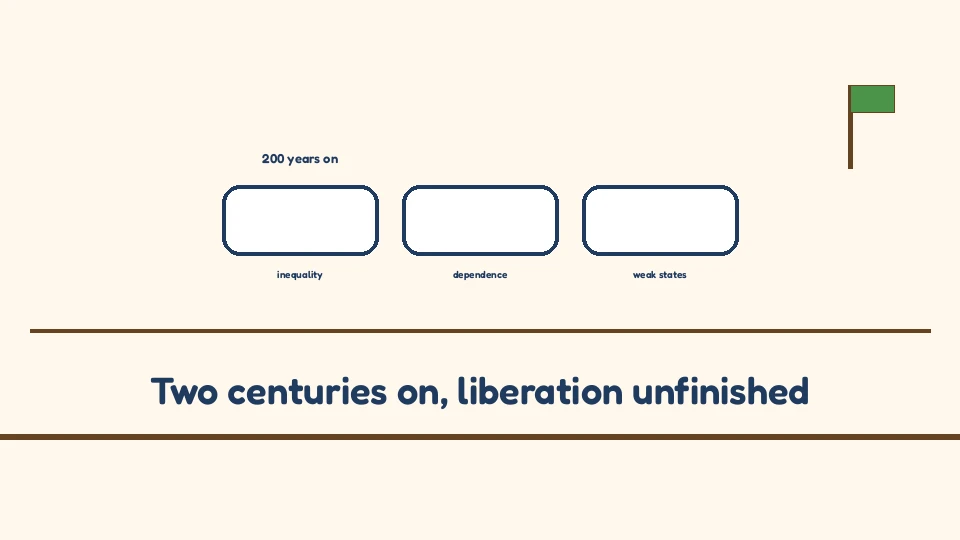 200 years on
inequality
dependence
weak states
Two centuries on, liberation unfinished